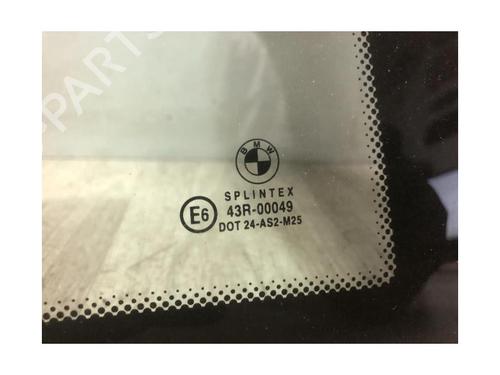 PARTS
BMW
SPLINTEX
E6 43R-00049
DOT 24-AS2-M25